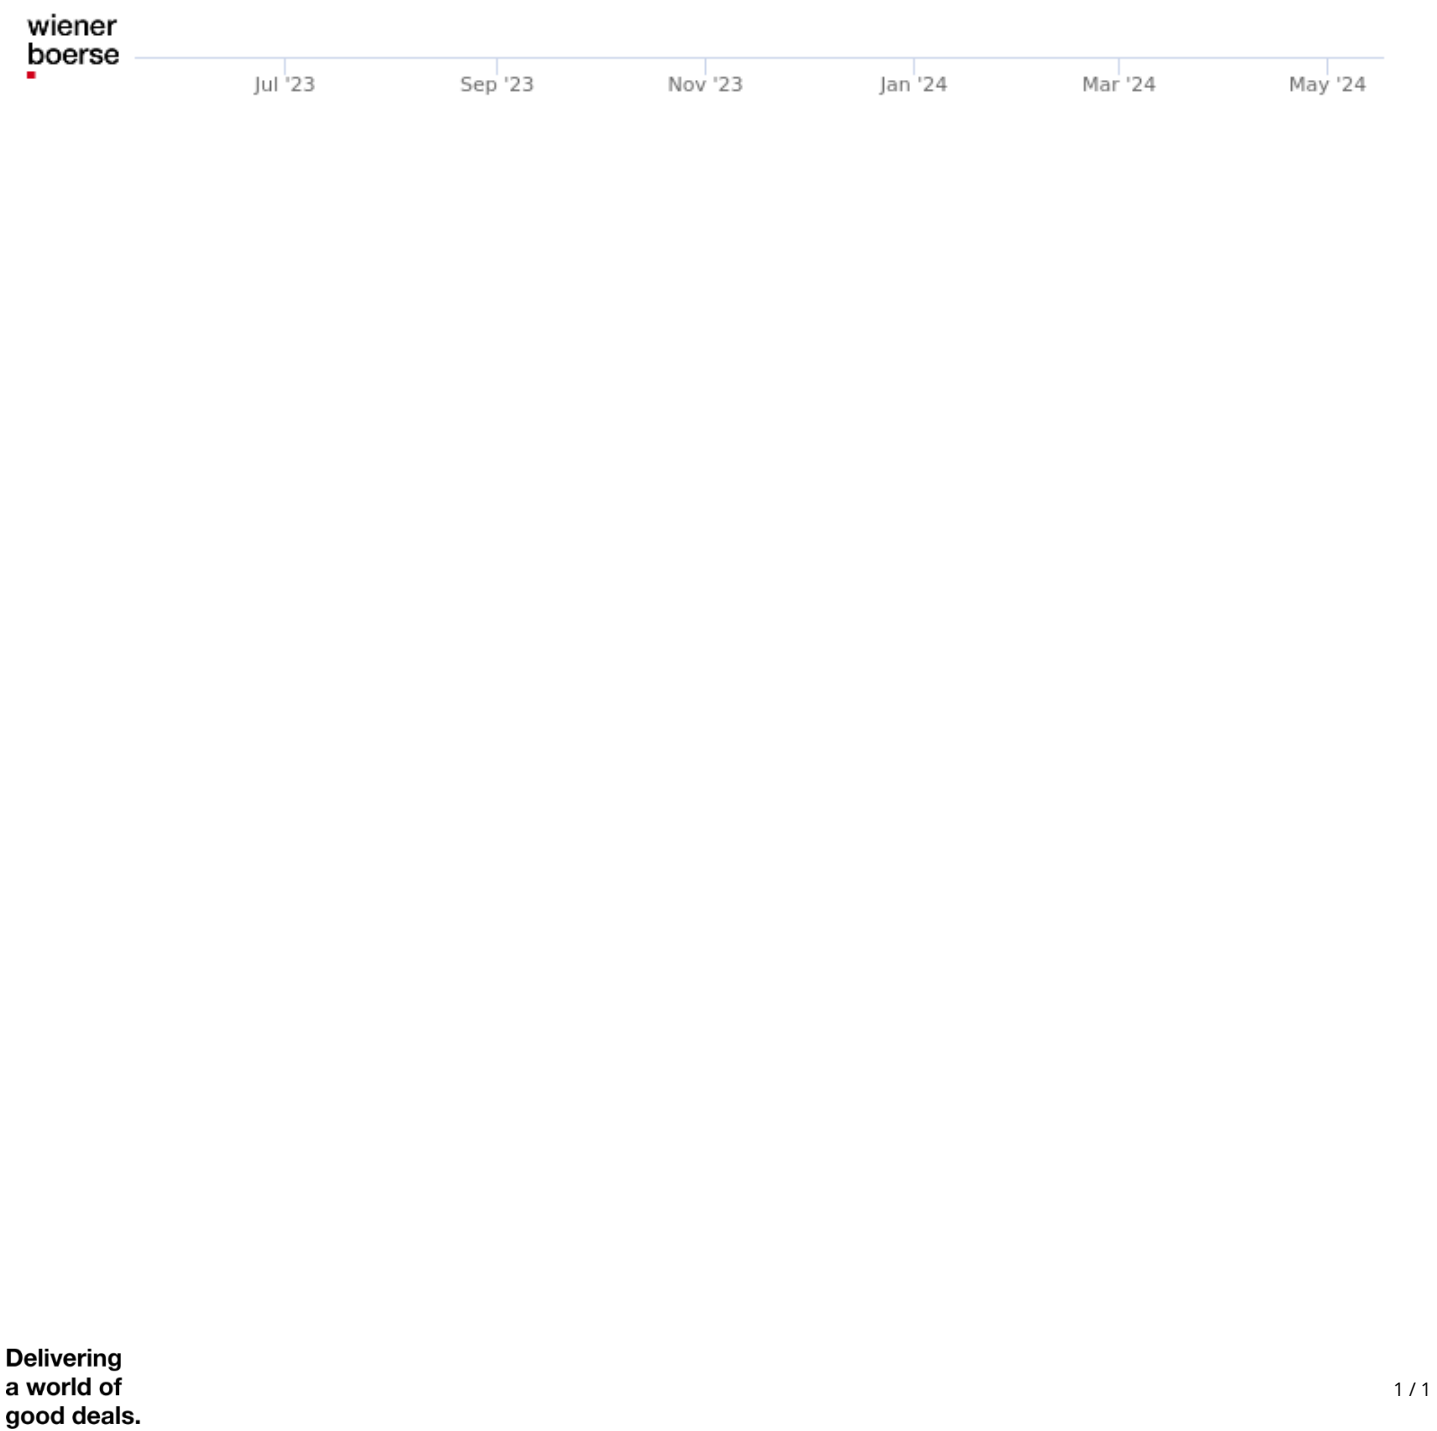 wiener
boerse
Jul '23 Sep '23 Nov '23 Jan '24 Mar '24 May '24
Delivering
a world of
good deals.
1 / 1